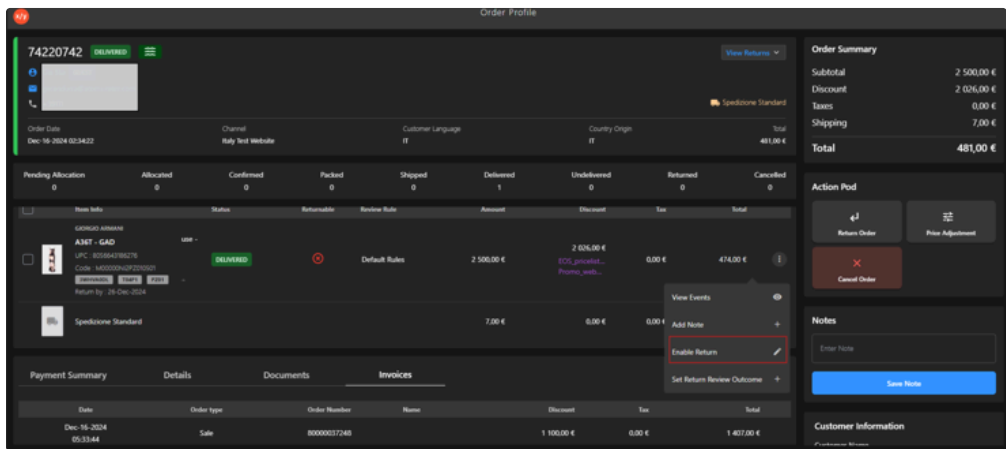 x/y
Order Profile
74220742 DELIVERED
View Returns
Spedizione Standard
Order Date Channel Customer Language Country Origin Total
Dec-16-2024 02:34:22 Italy Test Website IT IT 481,00 €
Pending Allocation Allocated Confirmed Packed Shipped Delivered Undelivered Returned Cancelled
0 0 0 0 0 1 0 0 0
Item Info Status Returnable Review Rule Amount Discount Tax Total
GIORGIO ARMANI
A36T - GAD
UPC : 8056643186276
Return by : 26-Dec-2024
DELIVERED Default Rules 2 500,00 € 2 026,00 € 0,00 € 474,00 €
EOS_pricelist...
Promo_web...
Spedizione Standard 7,00 € 0,00 € 0,00 €
View Events
Add Note +
Enable Return
Set Return Review Outcome +
Payment Summary Details Documents Invoices
Date Order type Order Number Name Discount Tax Total
Dec-16-2024
05:33:44
Sale 80000037248 1 100,00 € 0,00 € 1 407,00 €
Order Summary
Subtotal 2 500,00 €
Discount 2 026,00 €
Taxes 0,00 €
Shipping 7,00 €
Total 481,00 €
Action Pod
Return Order Price Adjustment
Cancel Order
Notes
Enter Note
Save Note
Customer Information
Customer Name